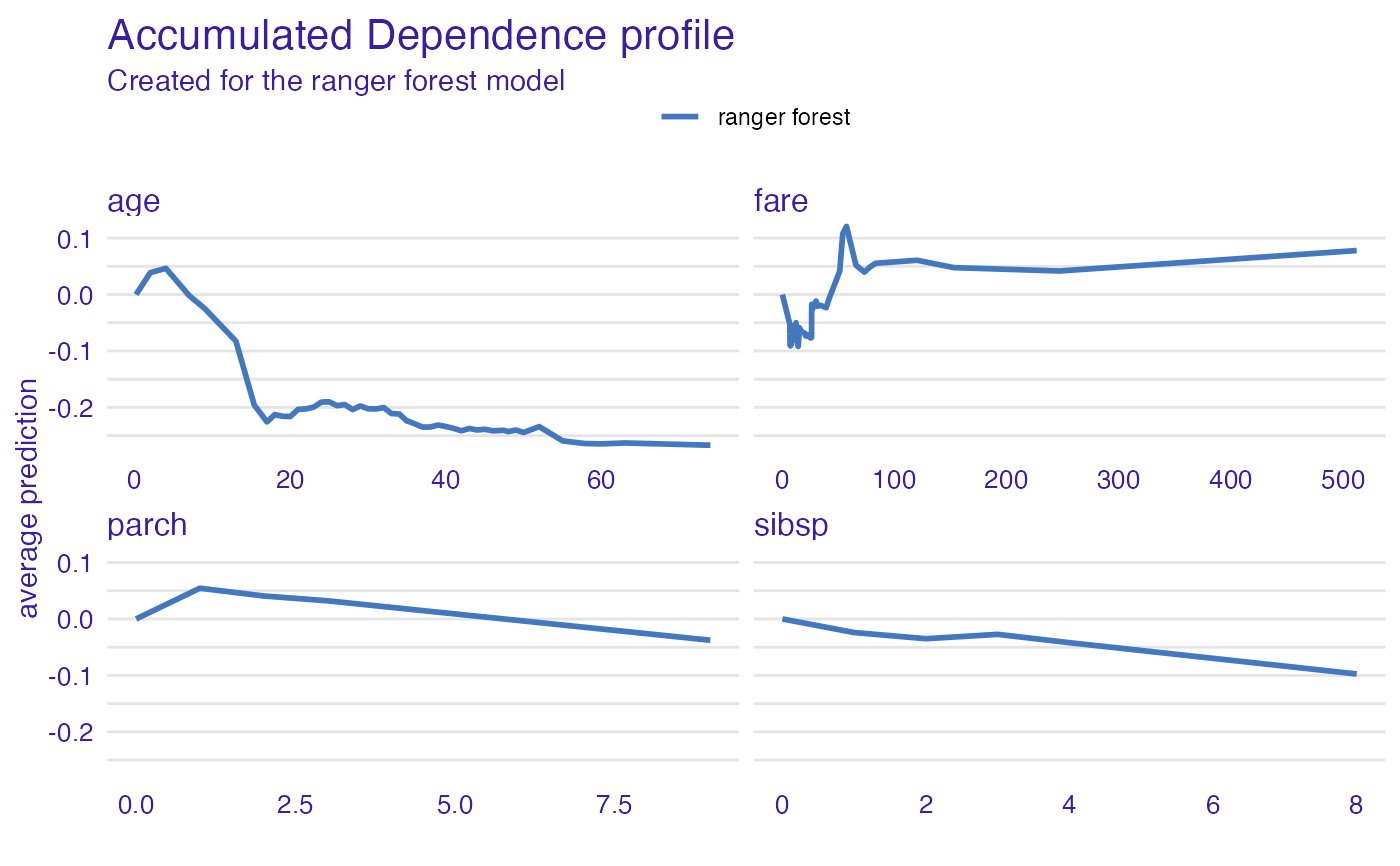 Accumulated Dependence profile
Created for the ranger forest model
ranger forest
age
fare
0.1
0.0
-0.1
-0.2
0 20 40 60
0 100 200 300 400 500
average prediction
parch
sibsp
0.1
0.0
-0.1
-0.2
0.0 2.5 5.0 7.5
0 2 4 6 8